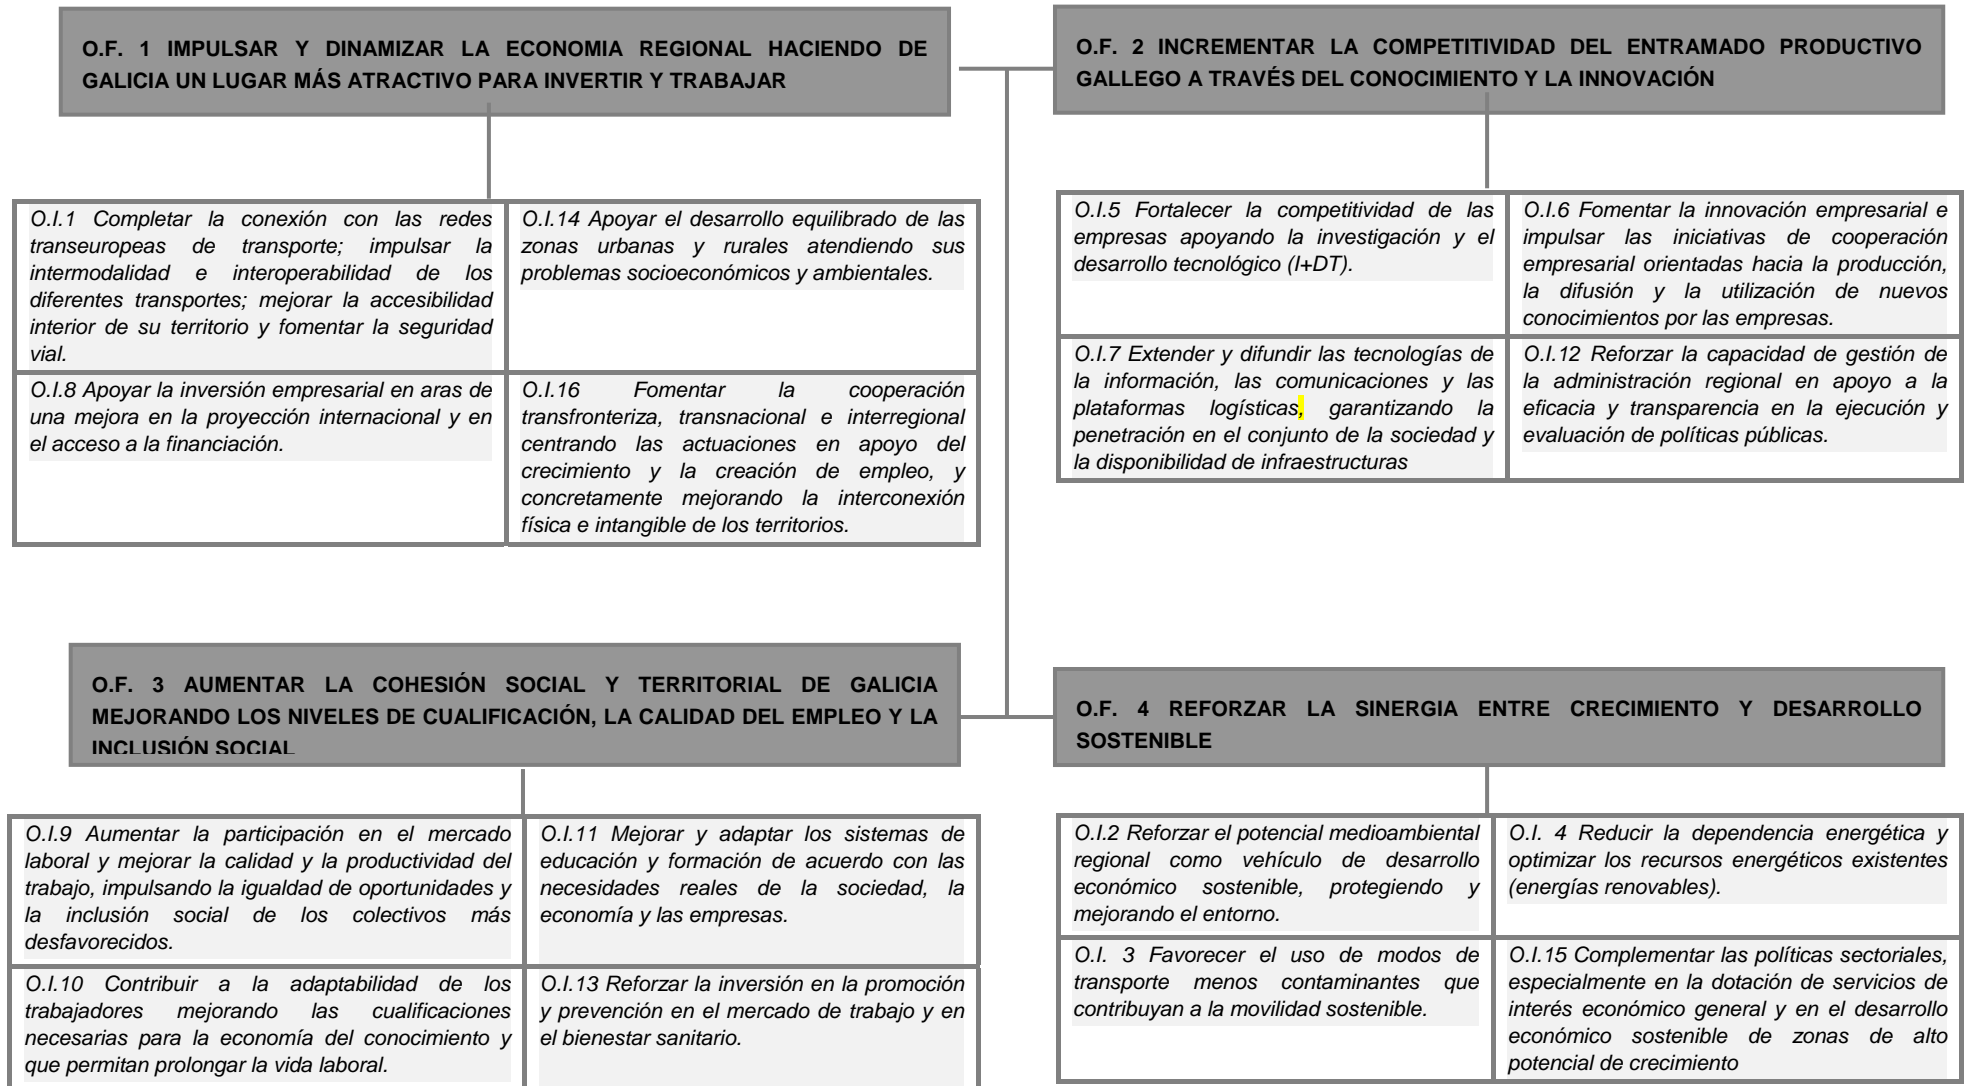 O.F. 1 IMPULSAR Y DINAMIZAR LA ECONOMIA REGIONAL HACIENDO DE
GALICIA UN LUGAR MÁS ATRACTIVO PARA INVERTIR Y TRABAJAR
O.F. 2 INCREMENTAR LA COMPETITIVIDAD DEL ENTRAMADO PRODUCTIVO
GALLEGO A TRAVÉS DEL CONOCIMIENTO Y LA INNOVACIÓN
O.I.1 Completar la conexión con las redes
transeuropeas de transporte; impulsar la
intermodalidad e interoperabilidad de los
diferentes transportes; mejorar la accesibilidad
interior de su territorio y fomentar la seguridad
vial.
O.I.14 Apoyar el desarrollo equilibrado de las
zonas urbanas y rurales atendiendo sus
problemas socioeconómicos y ambientales.
O.I.8 Apoyar la inversión empresarial en aras de
una mejora en la proyección internacional y en
el acceso a la financiación.
O.I.16 Fomentar la cooperación
transfronteriza, transnacional e interregional
centrando las actuaciones en apoyo del
crecimiento y la creación de empleo, y
concretamente mejorando la interconexión
física e intangible de los territorios.
O.I.5 Fortalecer la competitividad de las
empresas apoyando la investigación y el
desarrollo tecnológico (I+DT).
O.I.6 Fomentar la innovación empresarial e
impulsar las iniciativas de cooperación
empresarial orientadas hacia la producción,
la difusión y la utilización de nuevos
conocimientos por las empresas.
O.I.7 Extender y difundir las tecnologías de
la información, las comunicaciones y las
plataformas logísticas, garantizando la
penetración en el conjunto de la sociedad y
la disponibilidad de infraestructuras
O.I.12 Reforzar la capacidad de gestión de
la administración regional en apoyo a la
eficacia y transparencia en la ejecución y
evaluación de políticas públicas.
O.F. 3 AUMENTAR LA COHESIÓN SOCIAL Y TERRITORIAL DE GALICIA
MEJORANDO LOS NIVELES DE CUALIFICACIÓN, LA CALIDAD DEL EMPLEO Y LA
INCLUSIÓN SOCIAL
O.F. 4 REFORZAR LA SINERGIA ENTRE CRECIMIENTO Y DESARROLLO
SOSTENIBLE
O.I.9 Aumentar la participación en el mercado
laboral y mejorar la calidad y la productividad del
trabajo, impulsando la igualdad de oportunidades y
la inclusión social de los colectivos más
desfavorecidos.
O.I.11 Mejorar y adaptar los sistemas de
educación y formación de acuerdo con las
necesidades reales de la sociedad, la
economía y las empresas.
O.I.10 Contribuir a la adaptabilidad de los
trabajadores mejorando las cualificaciones
necesarias para la economía del conocimiento y
que permitan prolongar la vida laboral.
O.I.13 Reforzar la inversión en la promoción
y prevención en el mercado de trabajo y en
el bienestar sanitario.
O.I.2 Reforzar el potencial medioambiental
regional como vehículo de desarrollo
económico sostenible, protegiendo y
mejorando el entorno.
O.I. 4 Reducir la dependencia energética y
optimizar los recursos energéticos existentes
(energías renovables).
O.I. 3 Favorecer el uso de modos de
transporte menos contaminantes que
contribuyan a la movilidad sostenible.
O.I.15 Complementar las políticas sectoriales,
especialmente en la dotación de servicios de
interés económico general y en el desarrollo
económico sostenible de zonas de alto
potencial de crecimiento